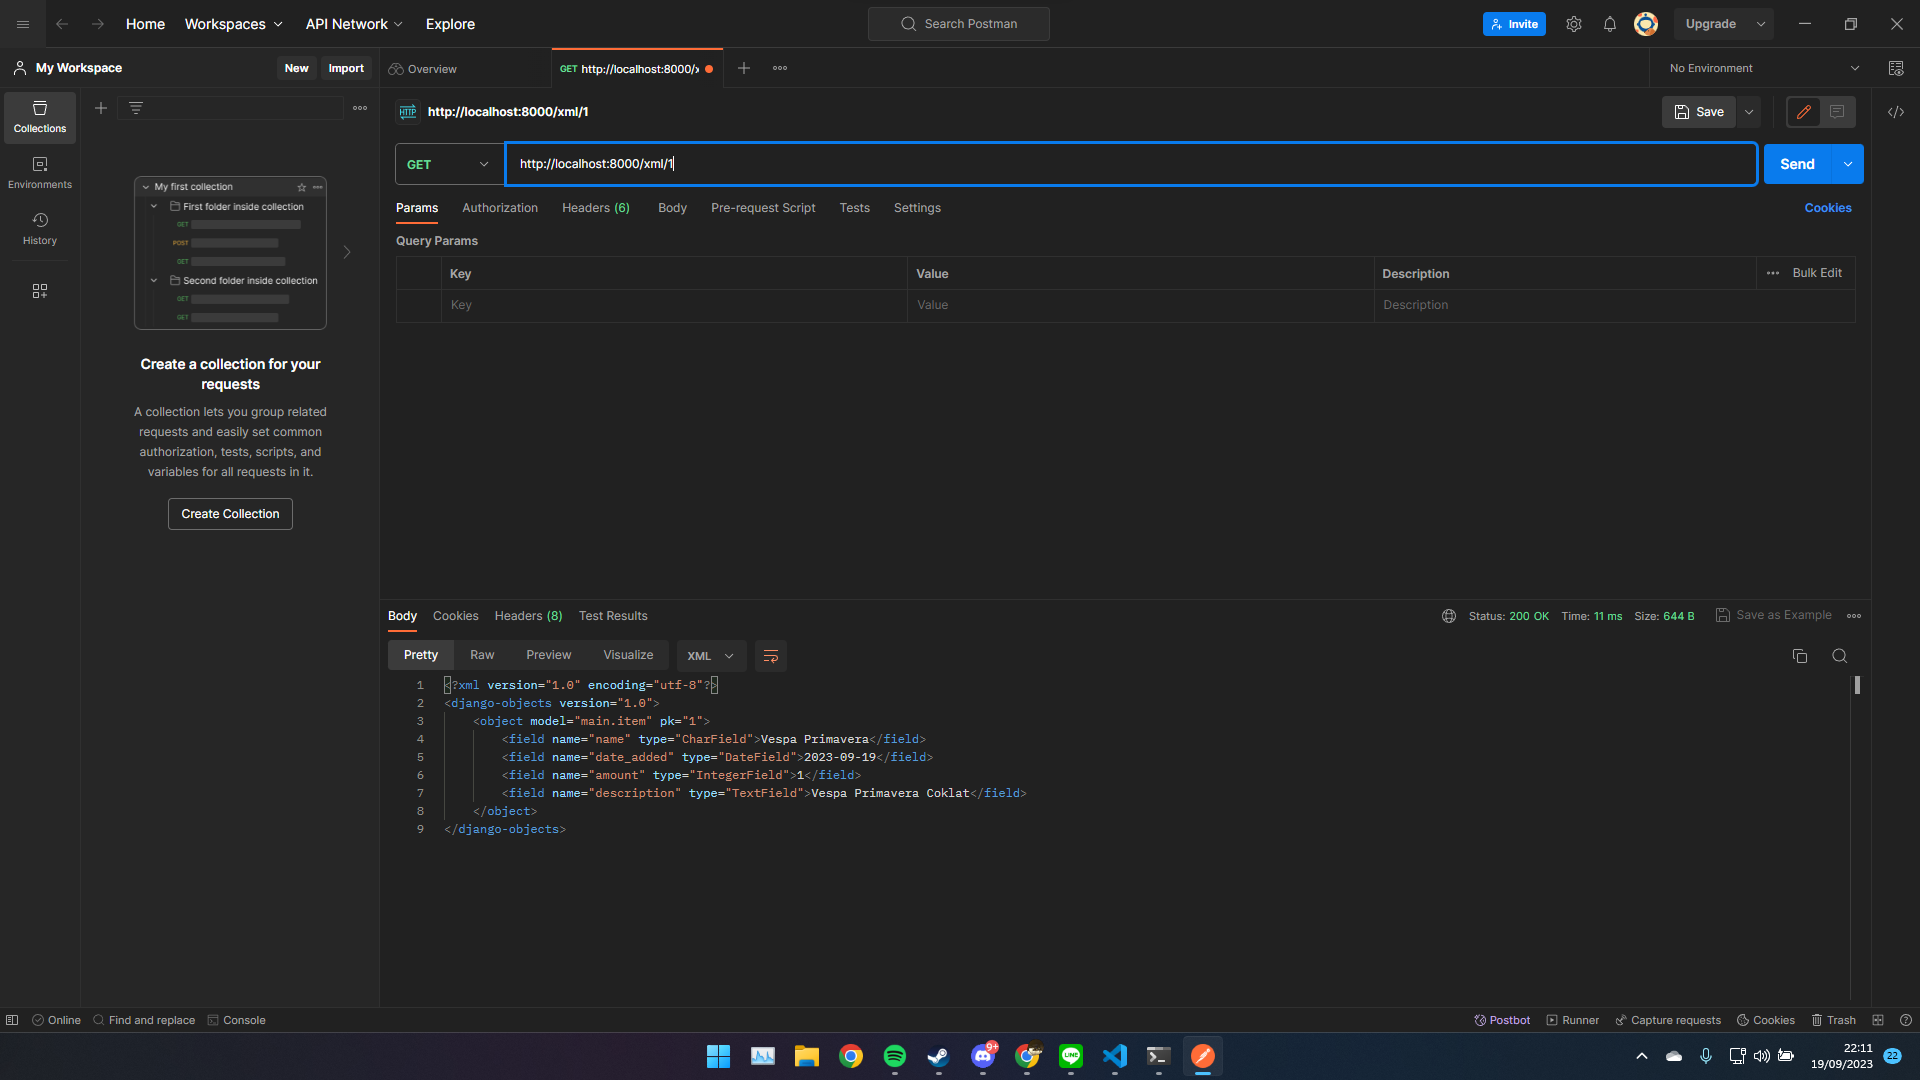 Home Workspaces API Network Explore Search Postman Invite Upgrade
My Workspace New Import Overview GET http://localhost:8000/x No Environment
HTTP http://localhost:8000/xml/1 Save
Collections
Environments
History
My first collection
First folder inside collection
GET
POST
GET
Second folder inside collection
GET
GET
Create a collection for your
requests
A collection lets you group related
requests and easily set common
authorization, tests, scripts, and
variables for all requests in it.
Create Collection
GET http://localhost:8000/xml/1 Send
Params Authorization Headers (6) Body Pre-request Script Tests Settings Cookies
Query Params
Key Value Description Bulk Edit
Key Value Description
Body Cookies Headers (8) Test Results Status: 200 OK Time: 11 ms Size: 644 B Save as Example
Pretty Raw Preview Visualize XML
1 <?xml version="1.0" encoding="utf-8"?>
2 <django-objects version="1.0">
3 <object model="main.item" pk="1">
4 <field name="name" type="CharField">Vespa Primavera</field>
5 <field name="date_added" type="DateField">2023-09-19</field>
6 <field name="amount" type="IntegerField">1</field>
7 <field name="description" type="TextField">Vespa Primavera Coklat</field>
8 </object>
9 </django-objects>
Online Find and replace Console Postbot Runner Capture requests Cookies Trash
9+ LINE 22:11 22
19/09/2023